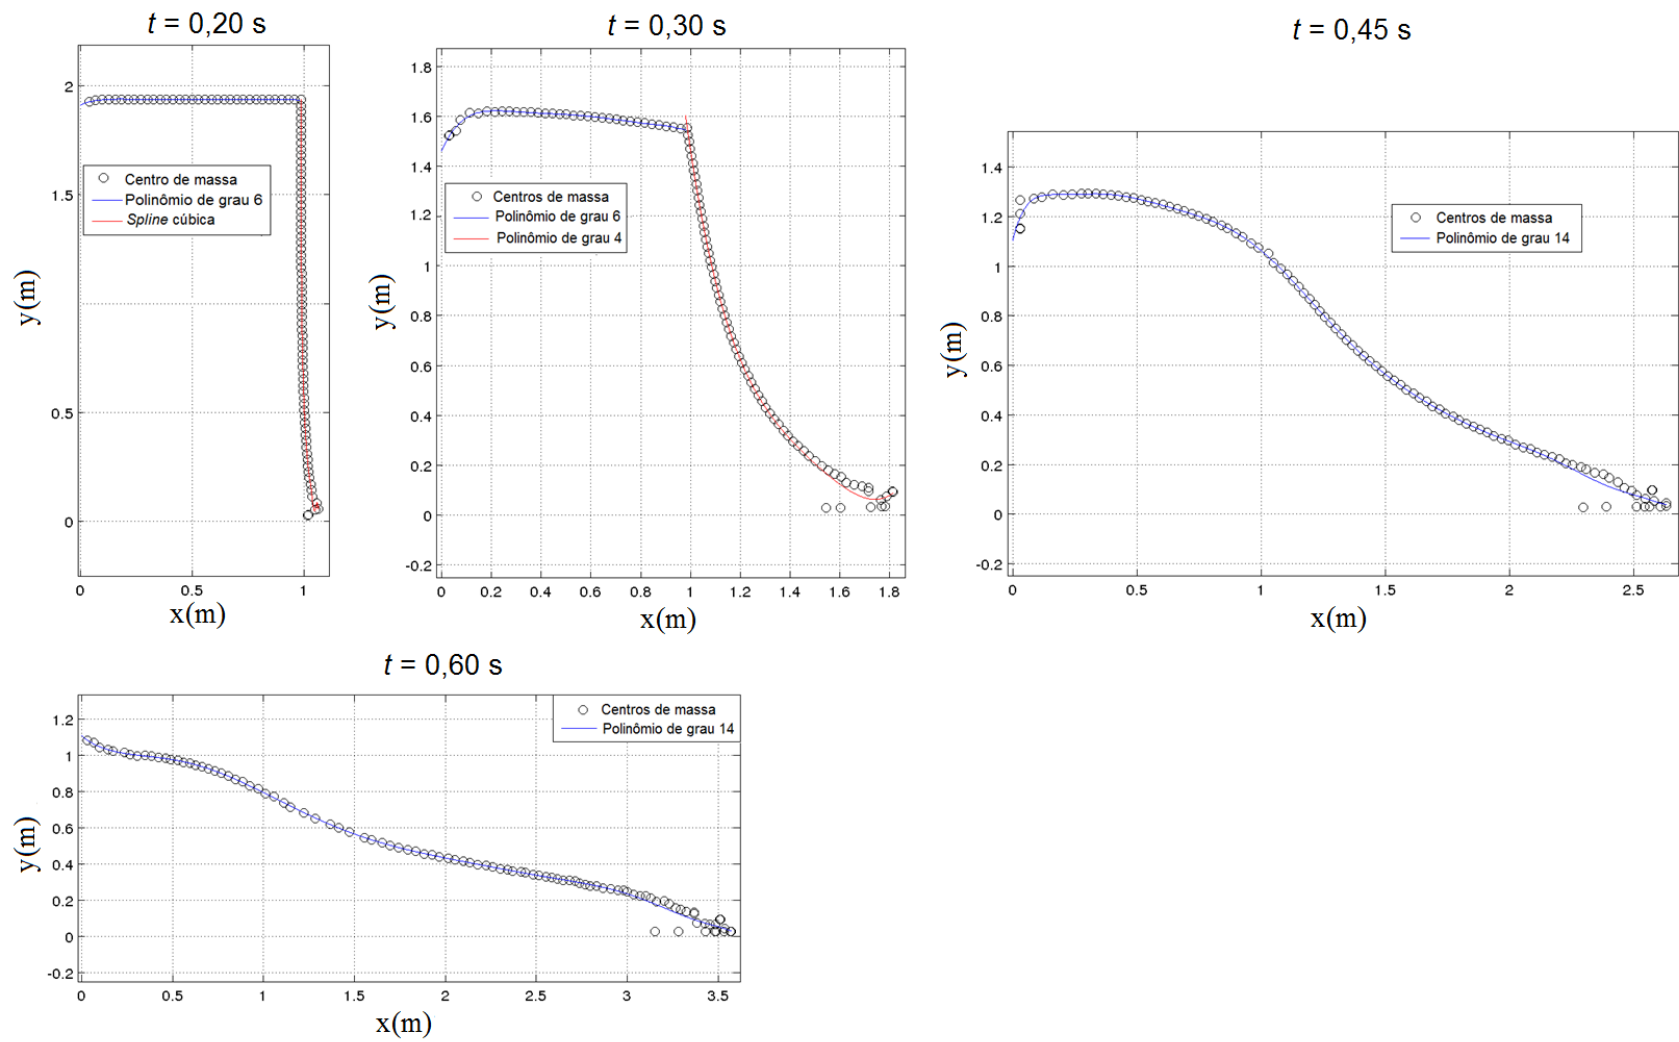 t = 0,20 s
2
1.5
0.5
0
0
0.5
1
y(m)
x(m)
Centro de massa
Polinômio de grau 6
Spline cúbica
t = 0,30 s
1.8
1.6
1.4
1.2
1
0.8
0.6
0.4
0.2
0
-0.2
0
0.2
0.4
0.6
0.8
1
1.2
1.4
1.6
1.8
y(m)
x(m)
Centros de massa
Polinômio de grau 6
Polinômio de grau 4
t = 0,45 s
1.4
1.2
1
0.8
0.6
0.4
0.2
0
-0.2
0
0.5
1
1.5
2
2.5
y(m)
x(m)
Centros de massa
Polinômio de grau 14
t = 0,60 s
1.2
1
0.8
0.6
0.4
0.2
0
-0.2
0
0.5
1
1.5
2
2.5
3
3.5
y(m)
x(m)
Centros de massa
Polinômio de grau 14